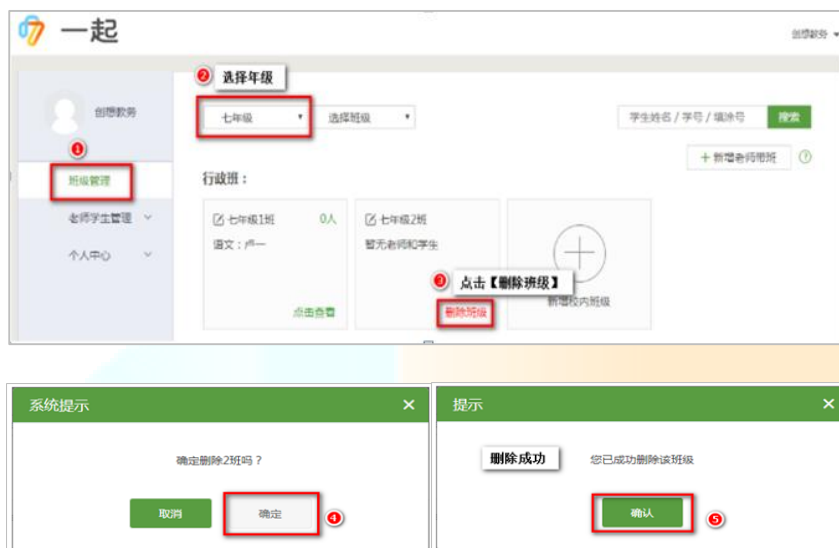 一起
创想教务
② 选择年级
创想教务
七年级 选择班级 学生姓名 / 学号 / 填涂号 搜索
①
+ 新增老师带班 ?
班级管理
行政班：
老师学生管理
七年级1班 0人 七年级2班
语文：卢一 暂无老师和学生
个人中心
③ 点击【删除班级】
新增校内班级
点击查看 删除班级
系统提示 ×
确定删除2班吗？
取消 确定 ④
提示 ×
删除成功 您已成功删除该班级
确认 ⑤